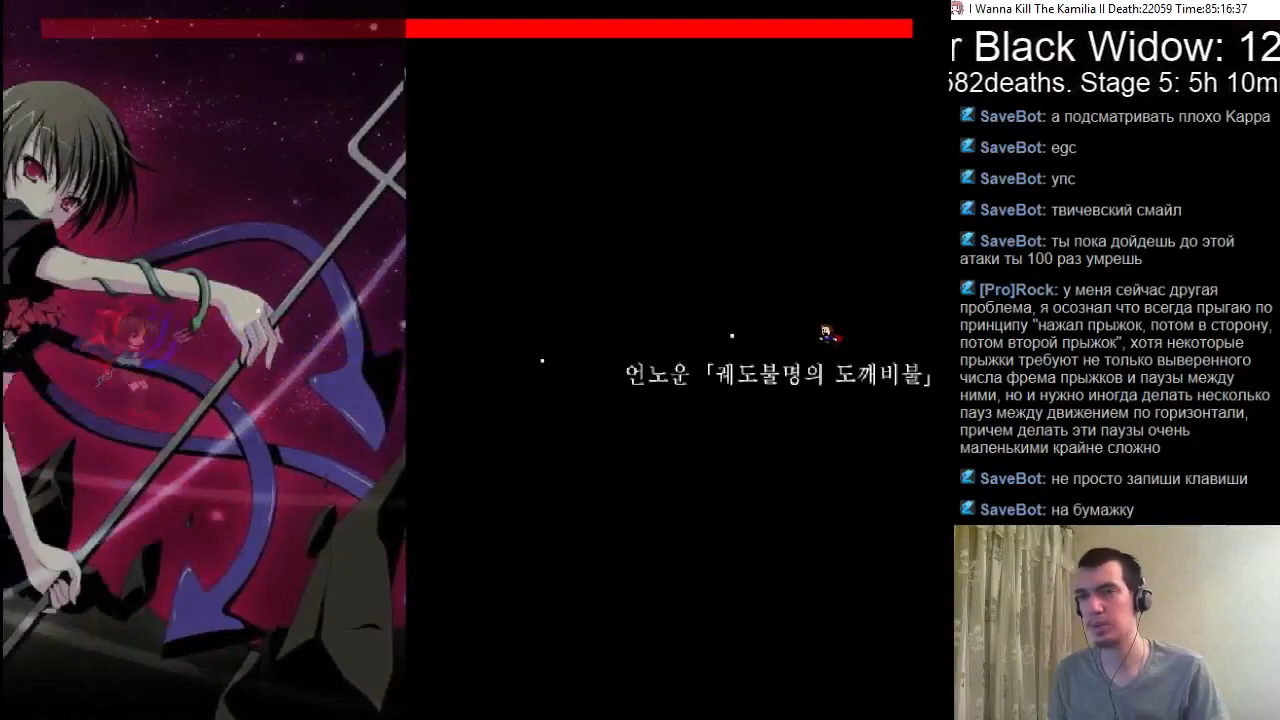 I Wanna Kill The Kamilia II Death:22059 Time:85:16:37
r Black Widow: 12
582deaths. Stage 5: 5h 10m
SaveBot: а подсматривать плохо Kappa
SaveBot: egc
SaveBot: упс
SaveBot: твичевский смайл
SaveBot: ты пока дойдешь до этой
атаки ты 100 раз умрешь
[Pro]Rock: у меня сейчас другая
проблема, я осознал что всегда прыгаю по
принципу "нажал прыжок, потом в сторону,
потом второй прыжок", хотя некоторые
прыжки требуют не только выверенного
числа фрема прыжков и паузы между
ними, но и нужно иногда делать несколько
пауз между движением по горизонтали,
причем делать эти паузы очень
маленькими крайне сложно
SaveBot: не просто запиши клавиши
SaveBot: на бумажку
언노운「궤도불명의 도깨비불」